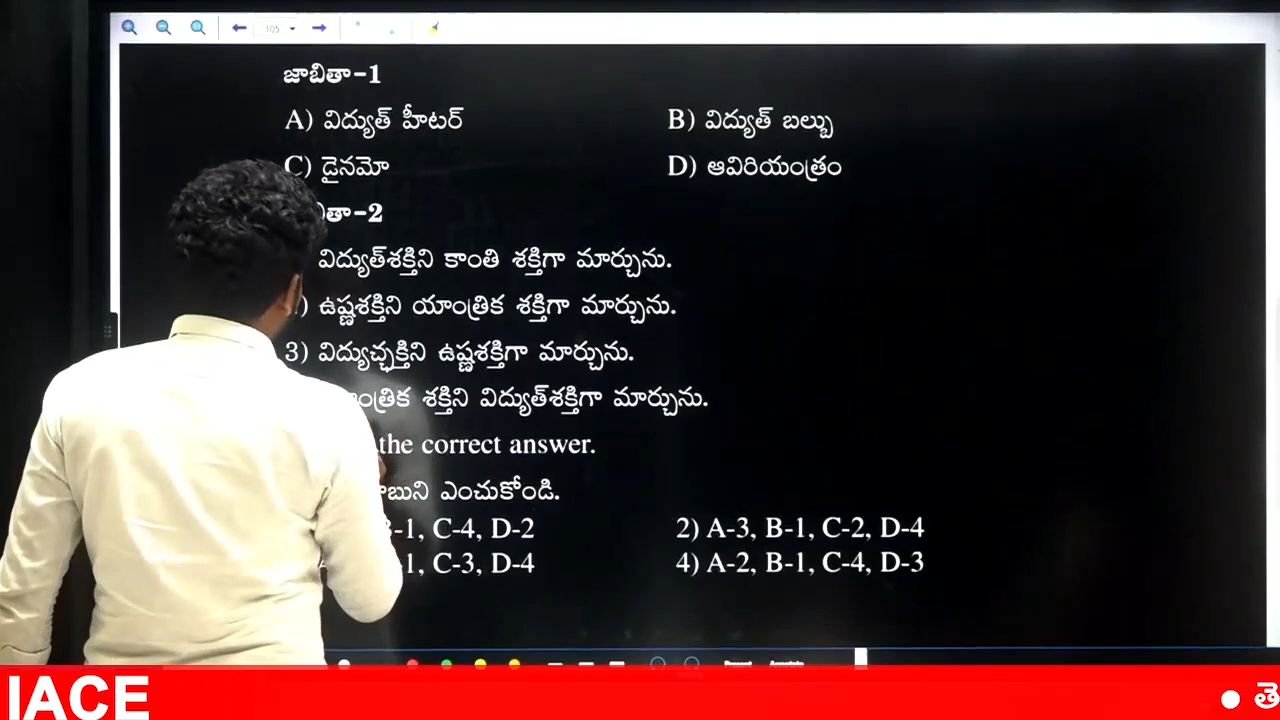 105
జాబితా-1
A) విద్యుత్ హీటర్ B) విద్యుత్ బల్బు
C) డైనమో D) ఆవిరియంత్రం
తా-2
విద్యుత్‌శక్తిని కాంతి శక్తిగా మార్చును.
) ఉష్ణశక్తిని యాంత్రిక శక్తిగా మార్చును.
3) విద్యుచ్ఛక్తిని ఉష్ణశక్తిగా మార్చును.
శక్తిని విద్యుత్‌శక్తిగా మార్చును.
the correct answer.
ఎంచుకోండి.
-1, C-4, D-2 2) A-3, B-1, C-2, D-4
1, C-3, D-4 4) A-2, B-1, C-4, D-3
IACE • తె